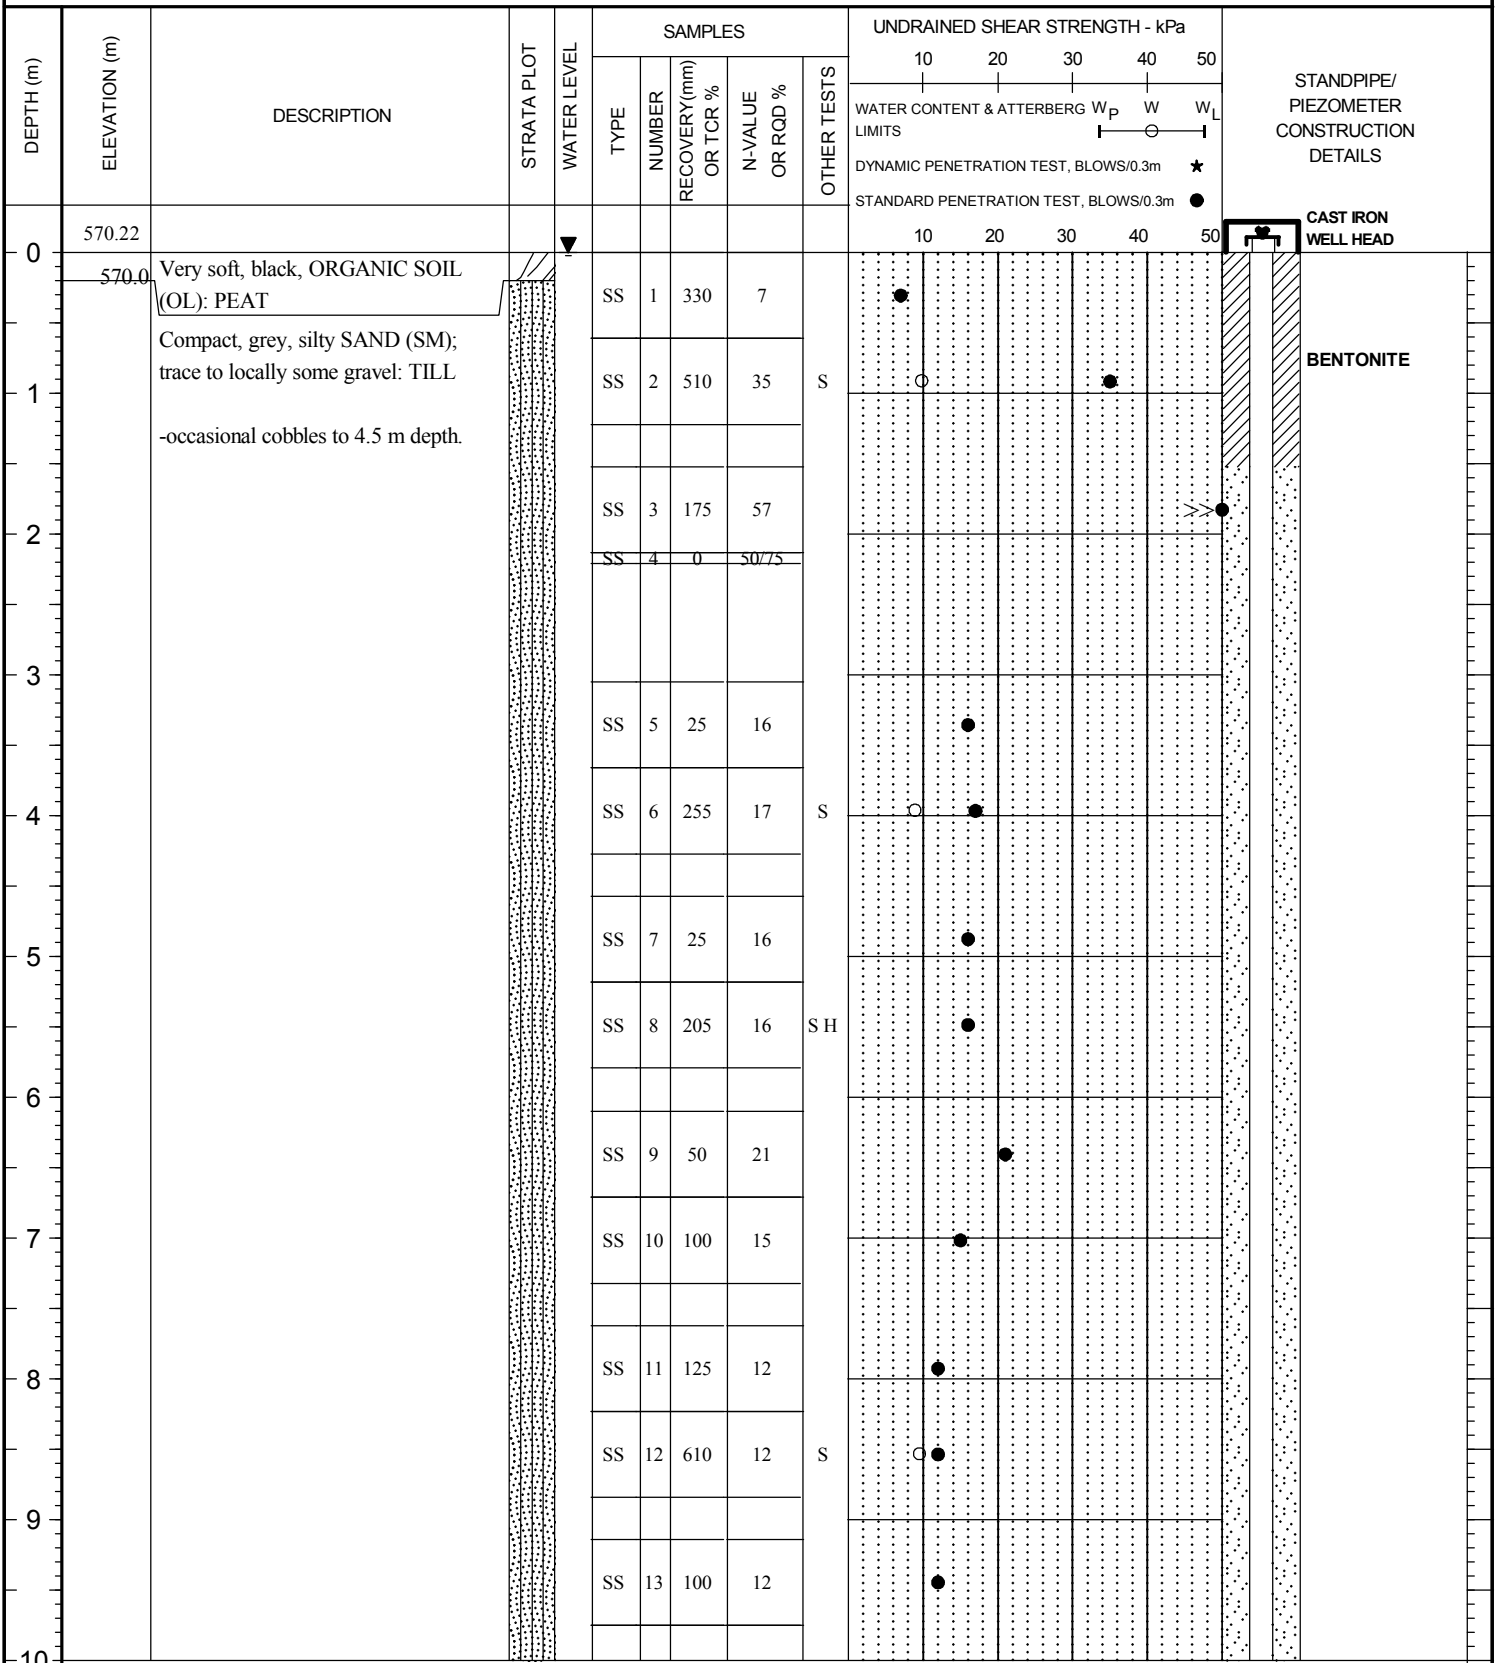 DEPTH (m)
ELEVATION (m)
DESCRIPTION
STRATA PLOT
WATER LEVEL
SAMPLES
TYPE
NUMBER
RECOVERY(mm)
OR TCR %
N-VALUE
OR RQD %
OTHER TESTS
UNDRAINED SHEAR STRENGTH - kPa
10 20 30 40 50
WATER CONTENT & ATTERBERG WP W WL
LIMITS
DYNAMIC PENETRATION TEST, BLOWS/0.3m
STANDARD PENETRATION TEST, BLOWS/0.3m
10 20 30 40 50
STANDPIPE/
PIEZOMETER
CONSTRUCTION
DETAILS
CAST IRON
WELL HEAD
570.22
0
570.0
Very soft, black, ORGANIC SOIL
(OL): PEAT
SS 1 330 7
Compact, grey, silty SAND (SM);
trace to locally some gravel: TILL
BENTONITE
SS 2 510 35 S
1
-occasional cobbles to 4.5 m depth.
SS 3 175 57
>>
2
SS 4 0 50/75
3
SS 5 25 16
SS 6 255 17 S
4
SS 7 25 16
5
SS 8 205 16 S H
6
SS 9 50 21
SS 10 100 15
7
SS 11 125 12
8
SS 12 610 12 S
9
SS 13 100 12
10